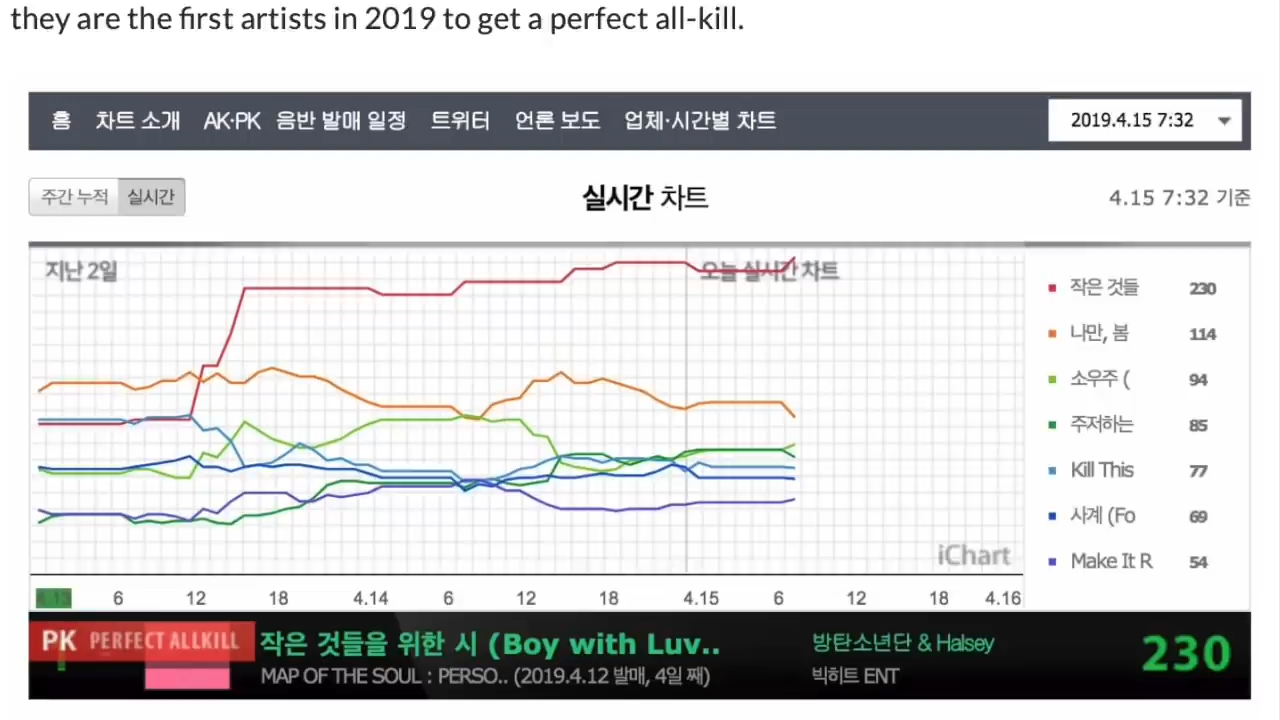 they are the first artists in 2019 to get a perfect all-kill.
홈 차트 소개 AK·PK 음반 발매 일정 트위터 언론 보도 업체·시간별 차트 2019.4.15 7:32
주간 누적 실시간 실시간 차트 4.15 7:32 기준
지난 2일 오늘 실시간 차트
작은 것들 230
나만, 봄 114
소우주 ( 94
주저하는 85
Kill This 77
사계 (Fo 69
Make It R 54
iChart
4.13 6 12 18 4.14 6 12 18 4.15 6 12 18 4.16
PK PERFECT ALLKILL 작은 것들을 위한 시 (Boy with Luv.. 방탄소년단 & Halsey 230
MAP OF THE SOUL : PERSO.. (2019.4.12 발매, 4일 째) 빅히트 ENT